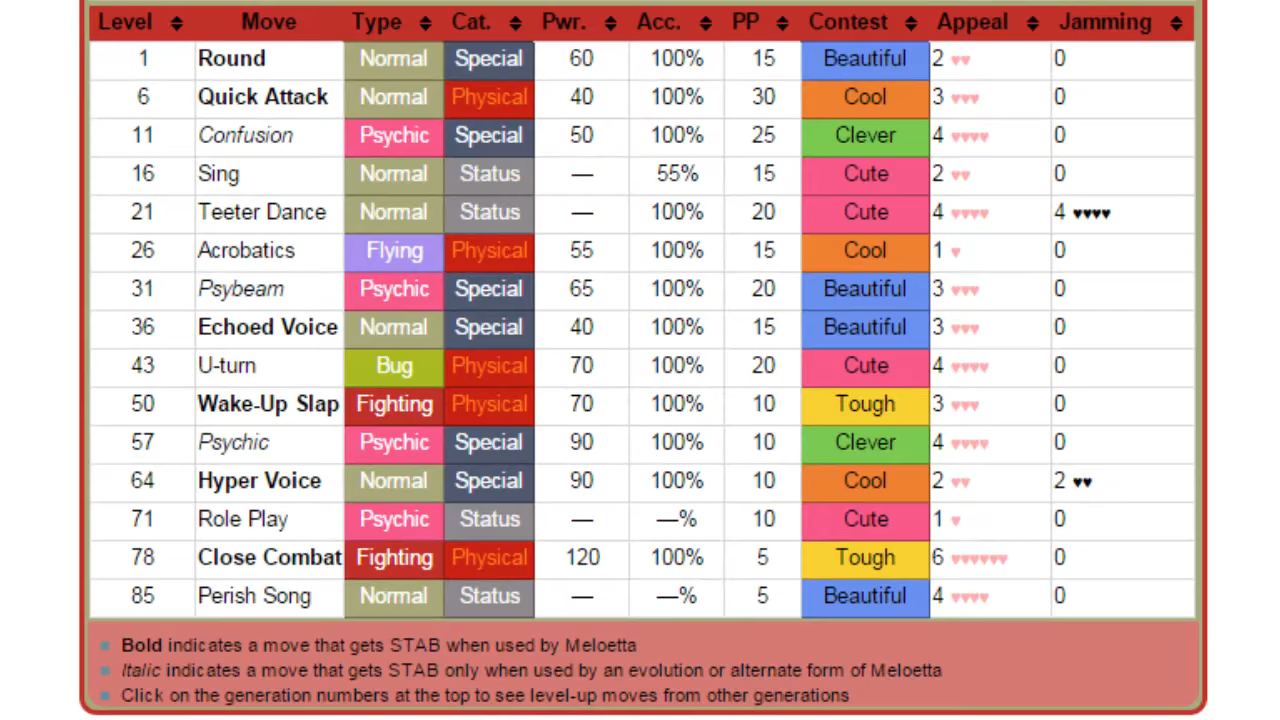 Level Move Type Cat. Pwr. Acc. PP Contest Appeal Jamming
1 Round Normal Special 60 100% 15 Beautiful 2 ♥♥ 0
6 Quick Attack Normal Physical 40 100% 30 Cool 3 ♥♥♥ 0
11 Confusion Psychic Special 50 100% 25 Clever 4 ♥♥♥♥ 0
16 Sing Normal Status — 55% 15 Cute 2 ♥♥ 0
21 Teeter Dance Normal Status — 100% 20 Cute 4 ♥♥♥♥ 4 ♥♥♥♥
26 Acrobatics Flying Physical 55 100% 15 Cool 1 ♥ 0
31 Psybeam Psychic Special 65 100% 20 Beautiful 3 ♥♥♥ 0
36 Echoed Voice Normal Special 40 100% 15 Beautiful 3 ♥♥♥ 0
43 U-turn Bug Physical 70 100% 20 Cute 4 ♥♥♥♥ 0
50 Wake-Up Slap Fighting Physical 70 100% 10 Tough 3 ♥♥♥ 0
57 Psychic Psychic Special 90 100% 10 Clever 4 ♥♥♥♥ 0
64 Hyper Voice Normal Special 90 100% 10 Cool 2 ♥♥ 2 ♥♥
71 Role Play Psychic Status — —% 10 Cute 1 ♥ 0
78 Close Combat Fighting Physical 120 100% 5 Tough 6 ♥♥♥♥♥♥ 0
85 Perish Song Normal Status — —% 5 Beautiful 4 ♥♥♥♥ 0
Bold indicates a move that gets STAB when used by Meloetta
Italic indicates a move that gets STAB only when used by an evolution or alternate form of Meloetta
Click on the generation numbers at the top to see level-up moves from other generations